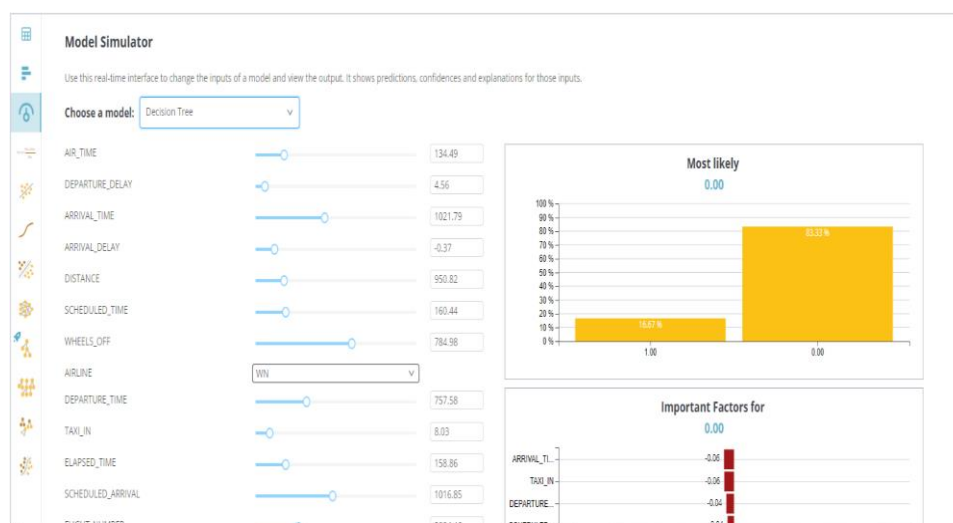 Model Simulator
Use this real-time interface to change the inputs of a model and view the output. It shows predictions, confidences and explanations for those inputs.
Choose a model: Decision Tree
AIR_TIME 134.49
DEPARTURE_DELAY 4.56
ARRIVAL_TIME 1021.79
ARRIVAL_DELAY -0.37
DISTANCE 950.82
SCHEDULED_TIME 160.44
WHEELS_OFF 784.98
AIRLINE WN
DEPARTURE_TIME 757.58
TAXI_IN 8.03
ELAPSED_TIME 158.86
SCHEDULED_ARRIVAL 1016.85
Most likely
0.00
100 %
90 %
80 %
70 %
60 %
50 %
40 %
30 %
20 %
10 %
0 %
83.33 %
16.67 %
1.00 0.00
Important Factors for
0.00
ARRIVAL_TI... -0.06
TAXI_IN -0.06
DEPARTURE... -0.04